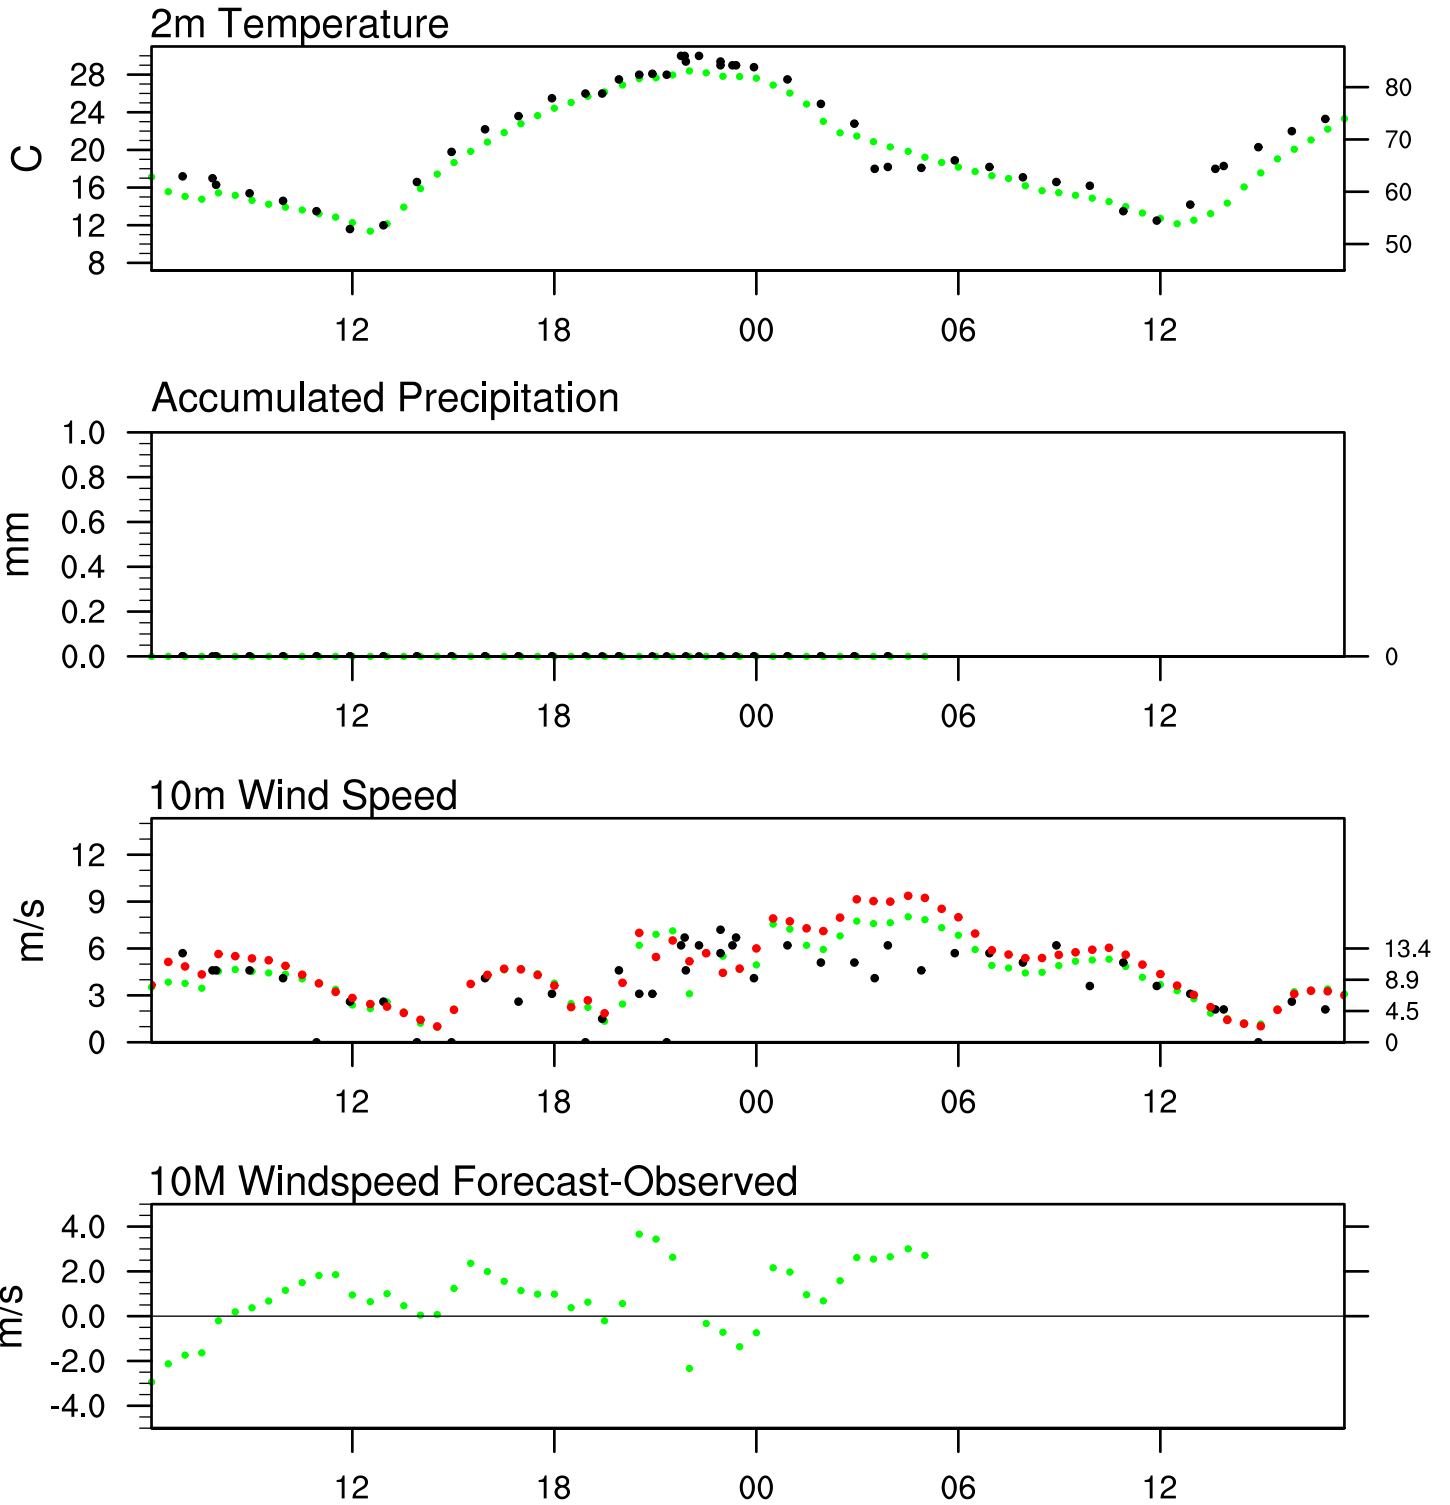 2m Temperature
C
28
24
20
16
12
8
80
70
60
50
12 18 00 06 12
Accumulated Precipitation
mm
1.0
0.8
0.6
0.4
0.2
0.0
0
12 18 00 06 12
10m Wind Speed
m/s
12
9
6
3
0
13.4
8.9
4.5
0
12 18 00 06 12
10M Windspeed Forecast-Observed
m/s
4.0
2.0
0.0
-2.0
-4.0
12 18 00 06 12